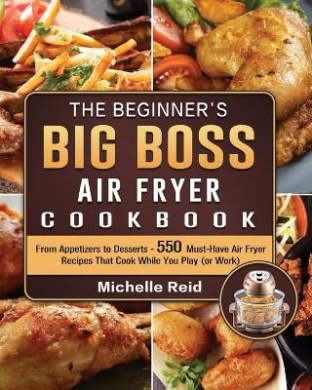 THE BEGINNER'S
BIG BOSS
AIR FRYER
COOKBOOK
From Appetizers to Desserts - 550 Must-Have Air Fryer
Recipes That Cook While You Play (or Work)
Michelle Reid